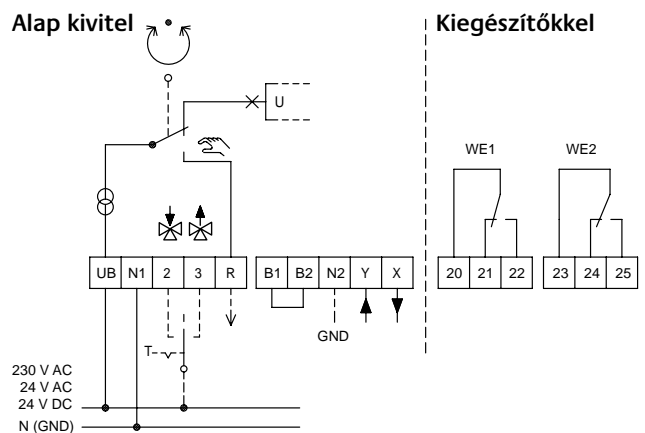 Alap kivitel
Kiegészítőkkel
U
WE1 WE2
UB N1 2 3 R B1 B2 N2 Y X
20 21 22 23 24 25
GND
T
230 V AC
24 V AC
24 V DC
N (GND)